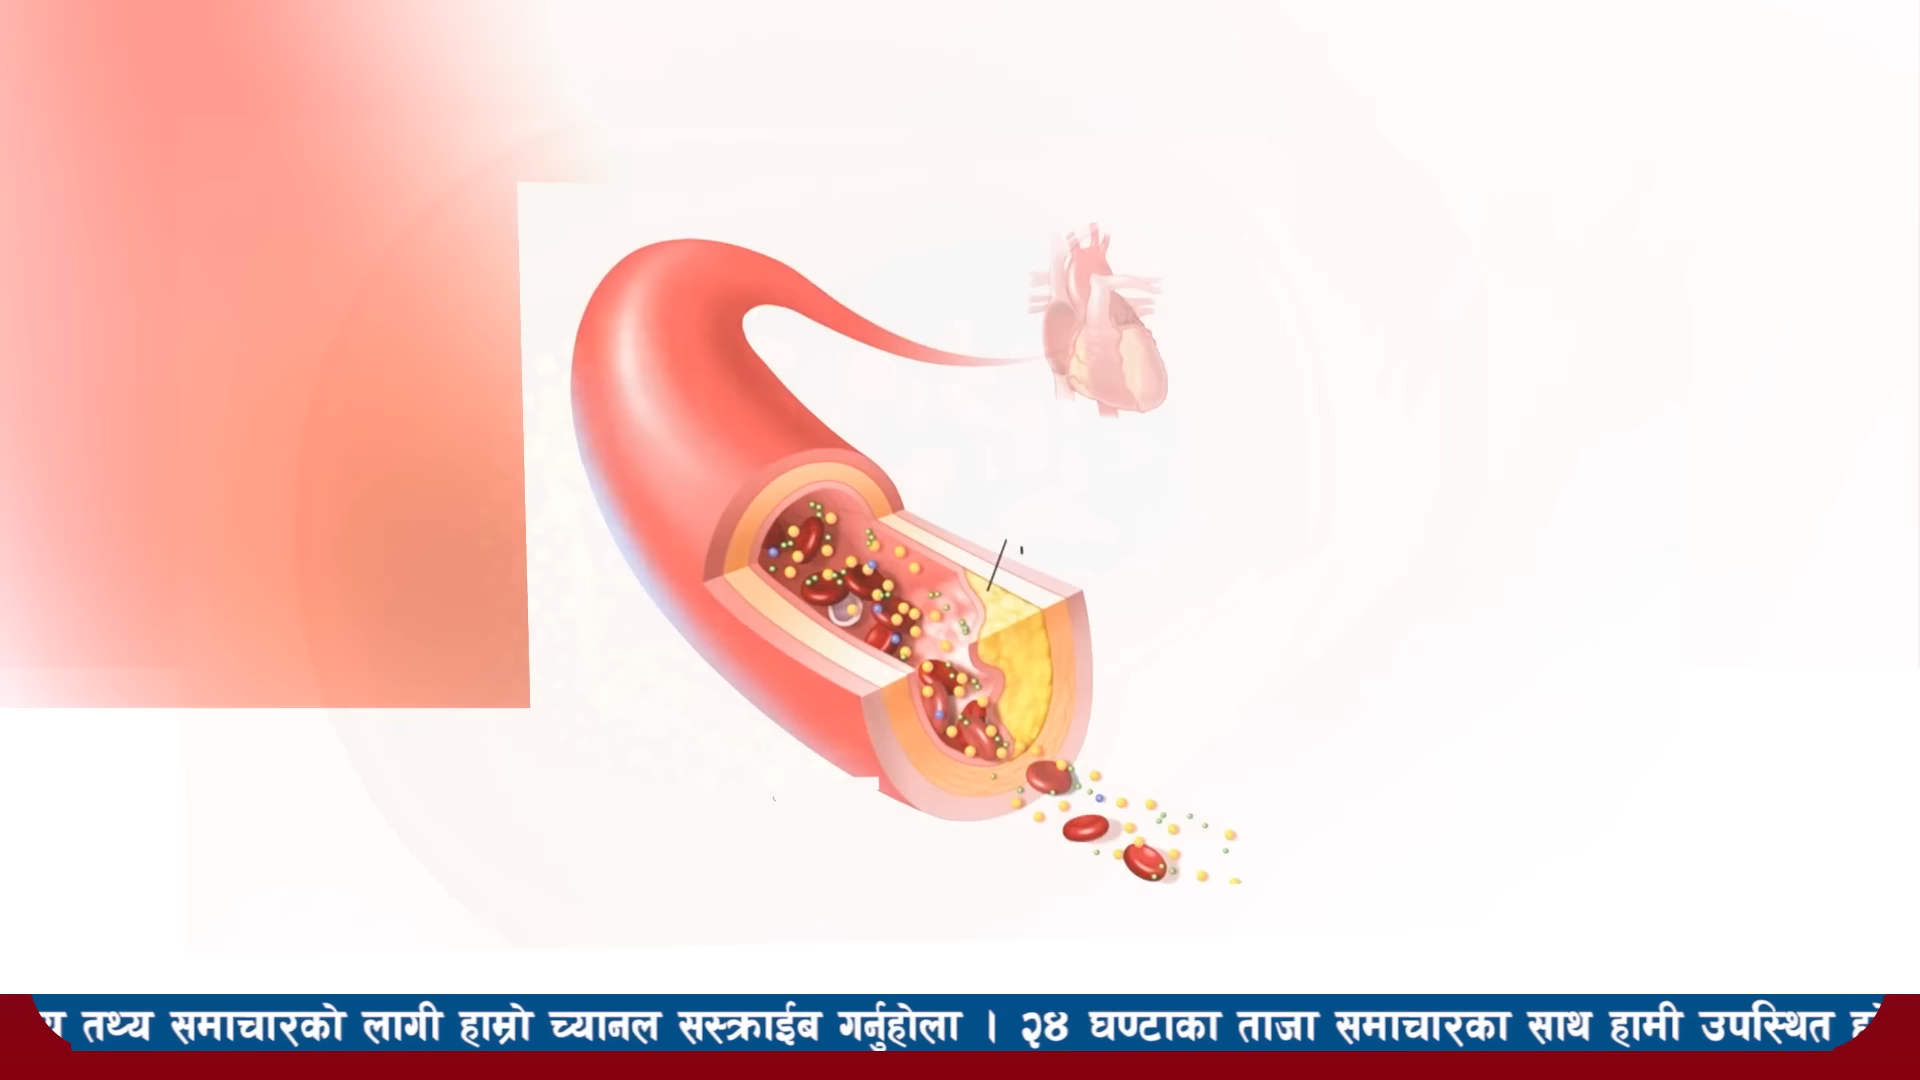 तथ्य समाचारको लागी हाम्रो च्यानल सस्क्राईब गर्नुहोला । २४ घण्टाका ताजा समाचारका साथ हामी उपस्थित